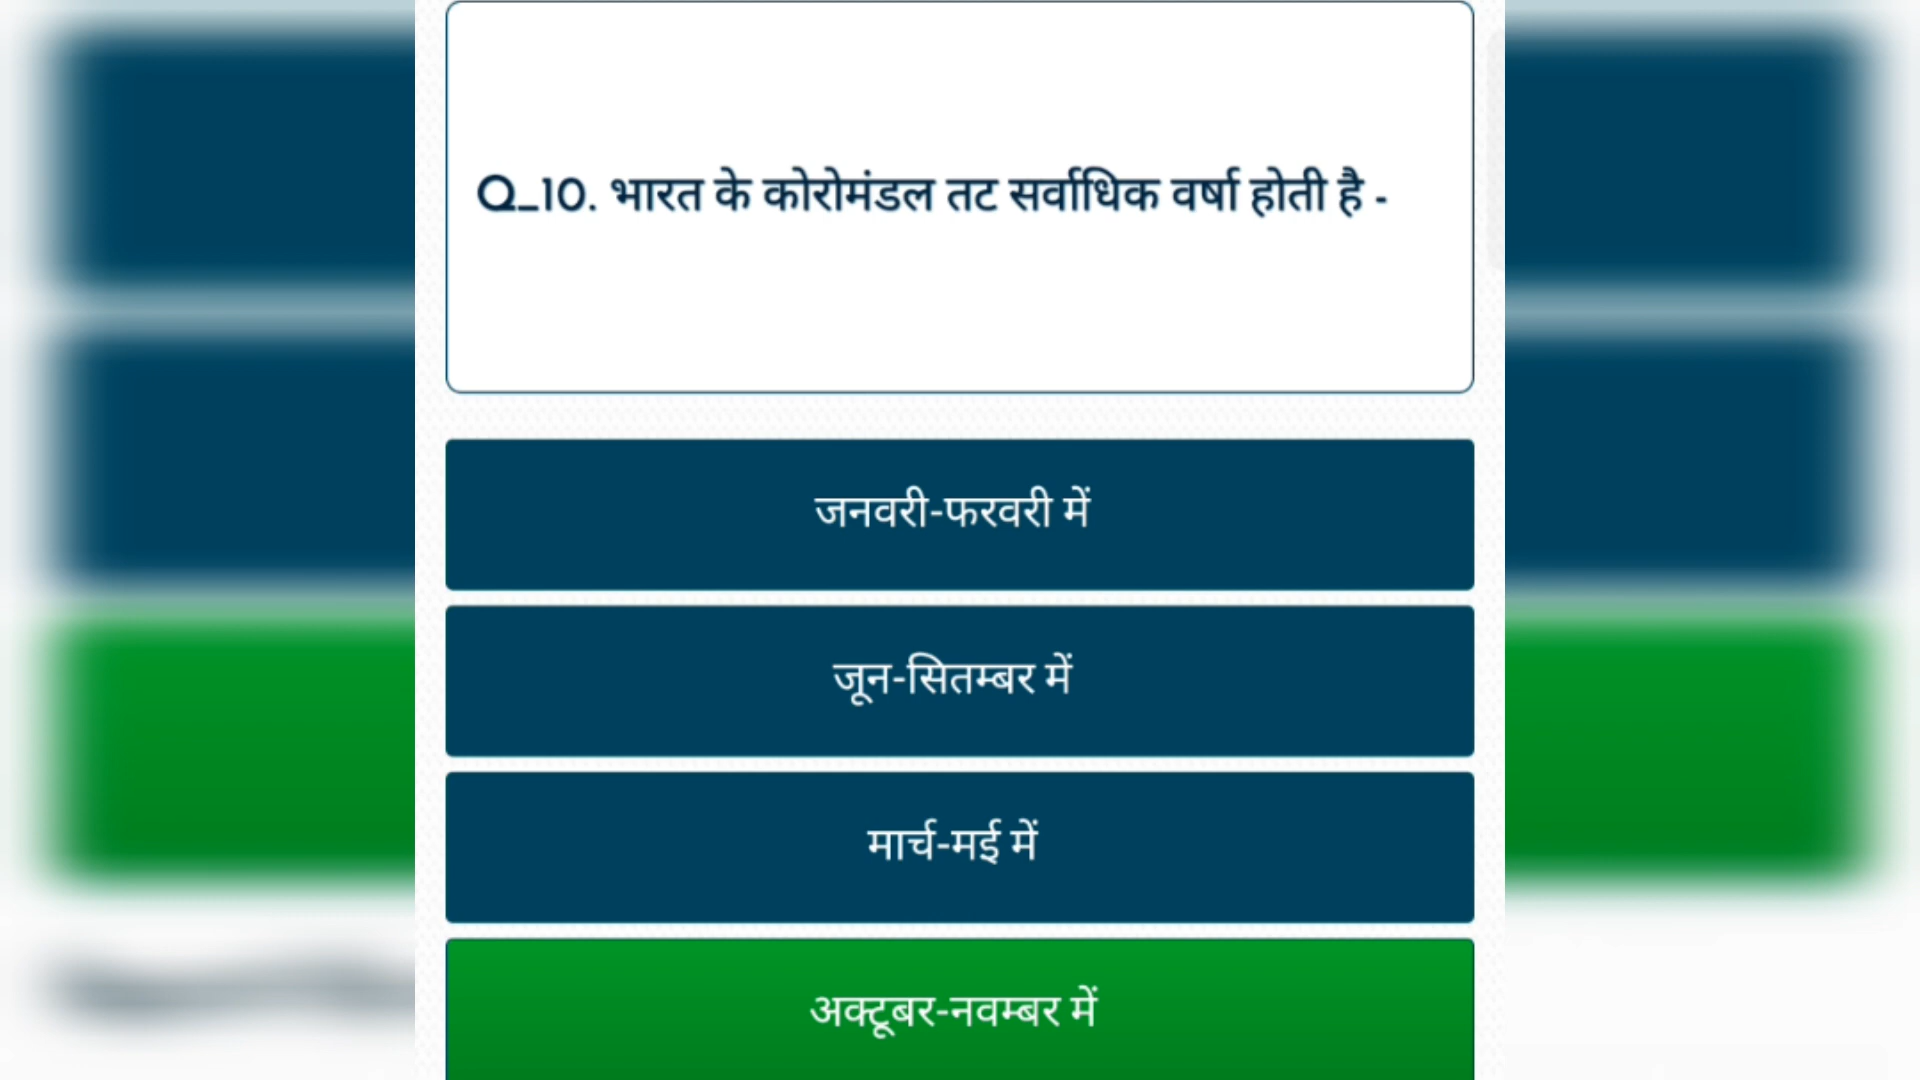 Q_10. भारत के कोरोमंडल तट सर्वाधिक वर्षा होती है -
जनवरी-फरवरी में
जून-सितम्बर में
मार्च-मई में
अक्टूबर-नवम्बर में